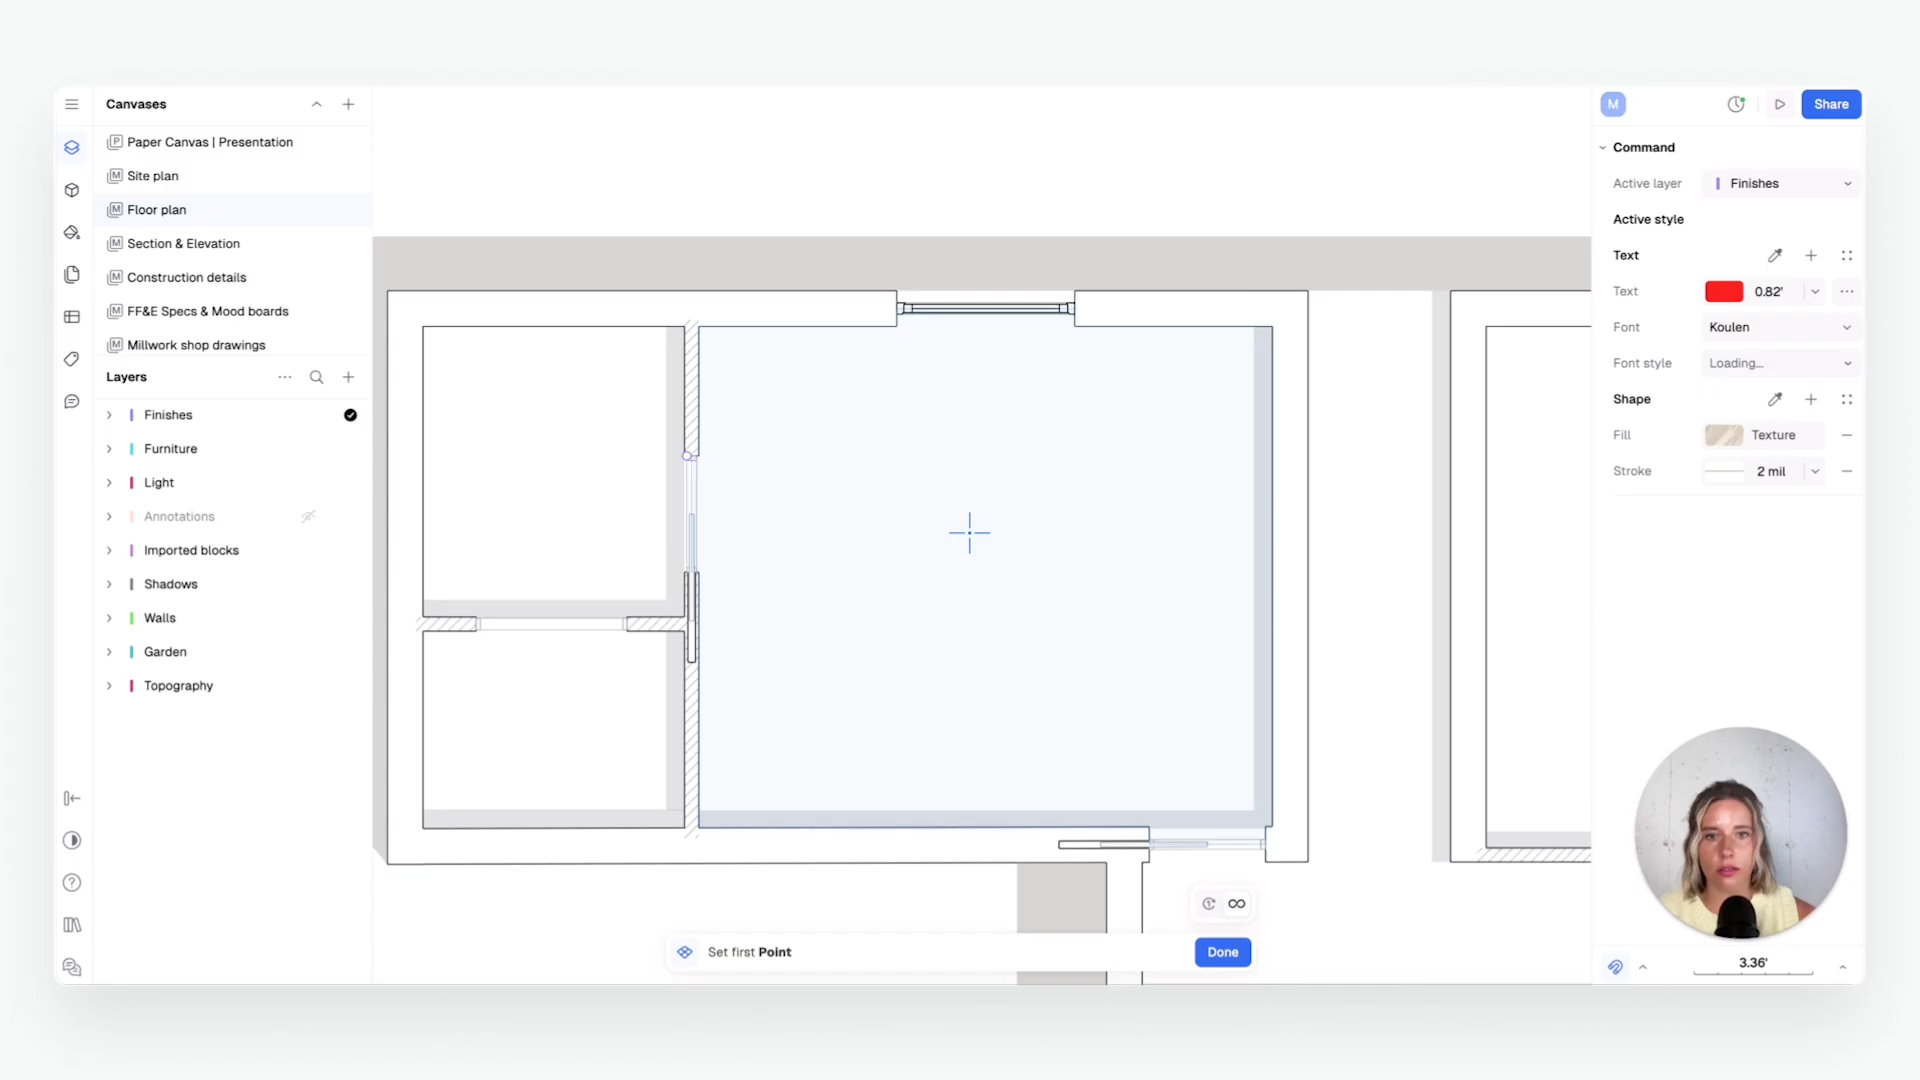 Canvases
Paper Canvas | Presentation
Site plan
Floor plan
Section & Elevation
Construction details
FF&E Specs & Mood boards
Millwork shop drawings
Layers
Finishes
Furniture
Light
Annotations
Imported blocks
Shadows
Walls
Garden
Topography
Set first Point
Done
M
Share
Command
Active layer Finishes
Active style
Text
Text 0.82'
Font Koulen
Font style Loading...
Shape
Fill Texture
Stroke 2 mil
3.36'